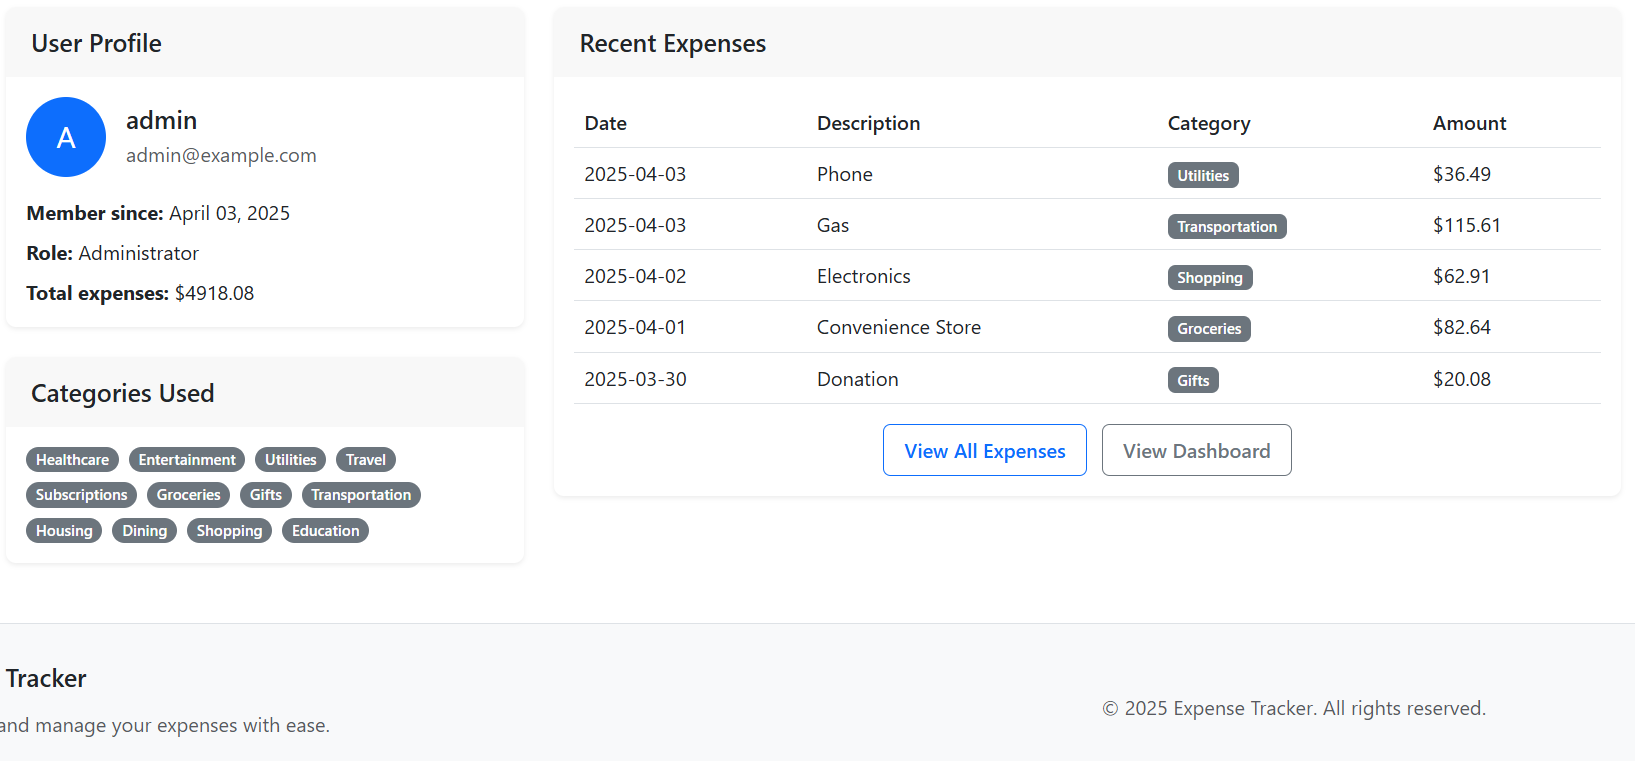 User Profile
A
admin
admin@example.com
Member since: April 03, 2025
Role: Administrator
Total expenses: $4918.08
Categories Used
Healthcare Entertainment Utilities Travel
Subscriptions Groceries Gifts Transportation
Housing Dining Shopping Education
Recent Expenses
Date Description Category Amount
2025-04-03 Phone Utilities $36.49
2025-04-03 Gas Transportation $115.61
2025-04-02 Electronics Shopping $62.91
2025-04-01 Convenience Store Groceries $82.64
2025-03-30 Donation Gifts $20.08
View All Expenses View Dashboard
Tracker
and manage your expenses with ease.
© 2025 Expense Tracker. All rights reserved.